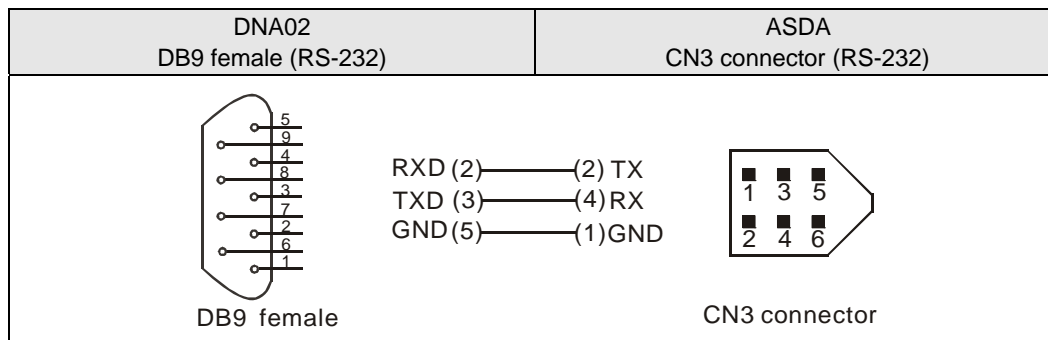 DNA02
DB9 female (RS-232)
ASDA
CN3 connector (RS-232)
5
9
4
8
3
7
2
6
1
DB9 female
RXD (2) (2) TX
TXD (3) (4) RX
GND (5) (1) GND
1 3 5
2 4 6
CN3 connector